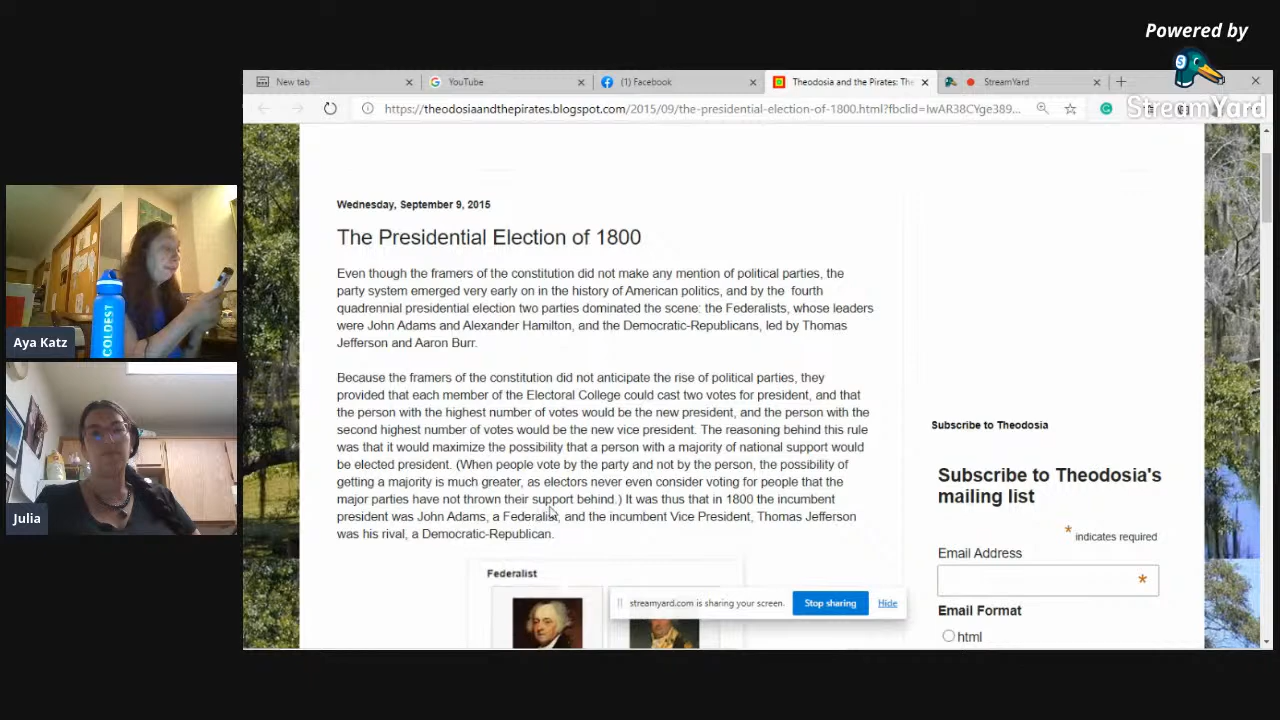 Powered by
StreamYard
New tab
YouTube
(1) Facebook
Theodosia and the Pirates: The
StreamYard
https://theodosiaandthepirates.blogspot.com/2015/09/the-presidential-election-of-1800.html?fbclid=IwAR38CYge389...
Wednesday, September 9, 2015
The Presidential Election of 1800
Even though the framers of the constitution did not make any mention of political parties, the
party system emerged very early on in the history of American politics, and by the fourth
quadrennial presidential election two parties dominated the scene: the Federalists, whose leaders
were John Adams and Alexander Hamilton, and the Democratic-Republicans, led by Thomas
Jefferson and Aaron Burr.
Because the framers of the constitution did not anticipate the rise of political parties, they
provided that each member of the Electoral College could cast two votes for president, and that
the person with the highest number of votes would be the new president, and the person with the
second highest number of votes would be the new vice president. The reasoning behind this rule
was that it would maximize the possibility that a person with a majority of national support would
be elected president. (When people vote by the party and not by the person, the possibility of
getting a majority is much greater, as electors never even consider voting for people that the
major parties have not thrown their support behind.) It was thus that in 1800 the incumbent
president was John Adams, a Federalist, and the incumbent Vice President, Thomas Jefferson
was his rival, a Democratic-Republican.
Federalist
streamyard.com is sharing your screen.
Stop sharing
Hide
Subscribe to Theodosia
Subscribe to Theodosia's
mailing list
* indicates required
Email Address
*
Email Format
html
COLDEST
Aya Katz
Julia